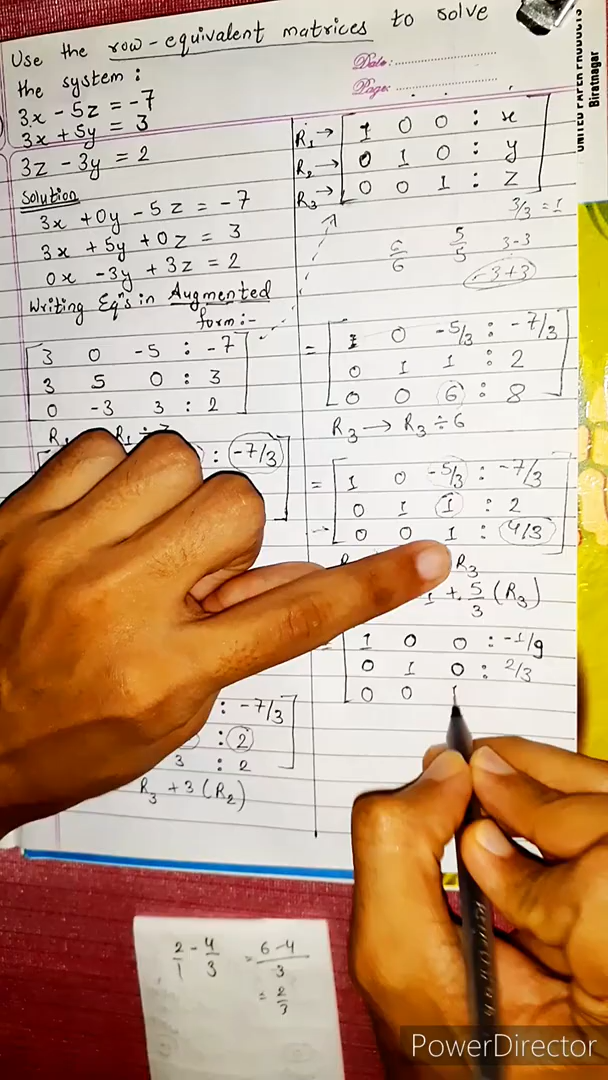 Use the row-equivalent matrices to solve
the system:
3x - 5z = -7
3x + 5y = 3
3z - 3y = 2
Solution
3x + 0y - 5z = -7
3x + 5y + 0z = 3
0x - 3y + 3z = 2
Writing Eqⁿs in Augmented
form:-
3 0 -5 : -7
3 5 0 : 3
0 -3 3 : 2
: -7/3
: -7/3
: 2
3 : 2
R₃ + 3(R₂)
Date:
Page:
R₁ → 1 0 0 : x
R₂ → 0 1 0 : y
R₃ → 0 0 1 : z
3/3 = 1
5/5 3-3
-3+3
= 1 0 -5/3 : -7/3
0 1 1 : 2
0 0 6 : 8
R₃ → R₃ ÷ 6
= 1 0 -5/3 : -7/3
0 1 1 : 2
→ 0 0 1 : 4/3
R₃
+ 5/3 (R₃)
= 1 0 0 : -1/9
0 1 0 : 2/3
0 0 1
2/1 - 4/3 = 6-4/3
= 2/3
UNITED PAPER PRODUCTS
Biratnagar
PowerDirector